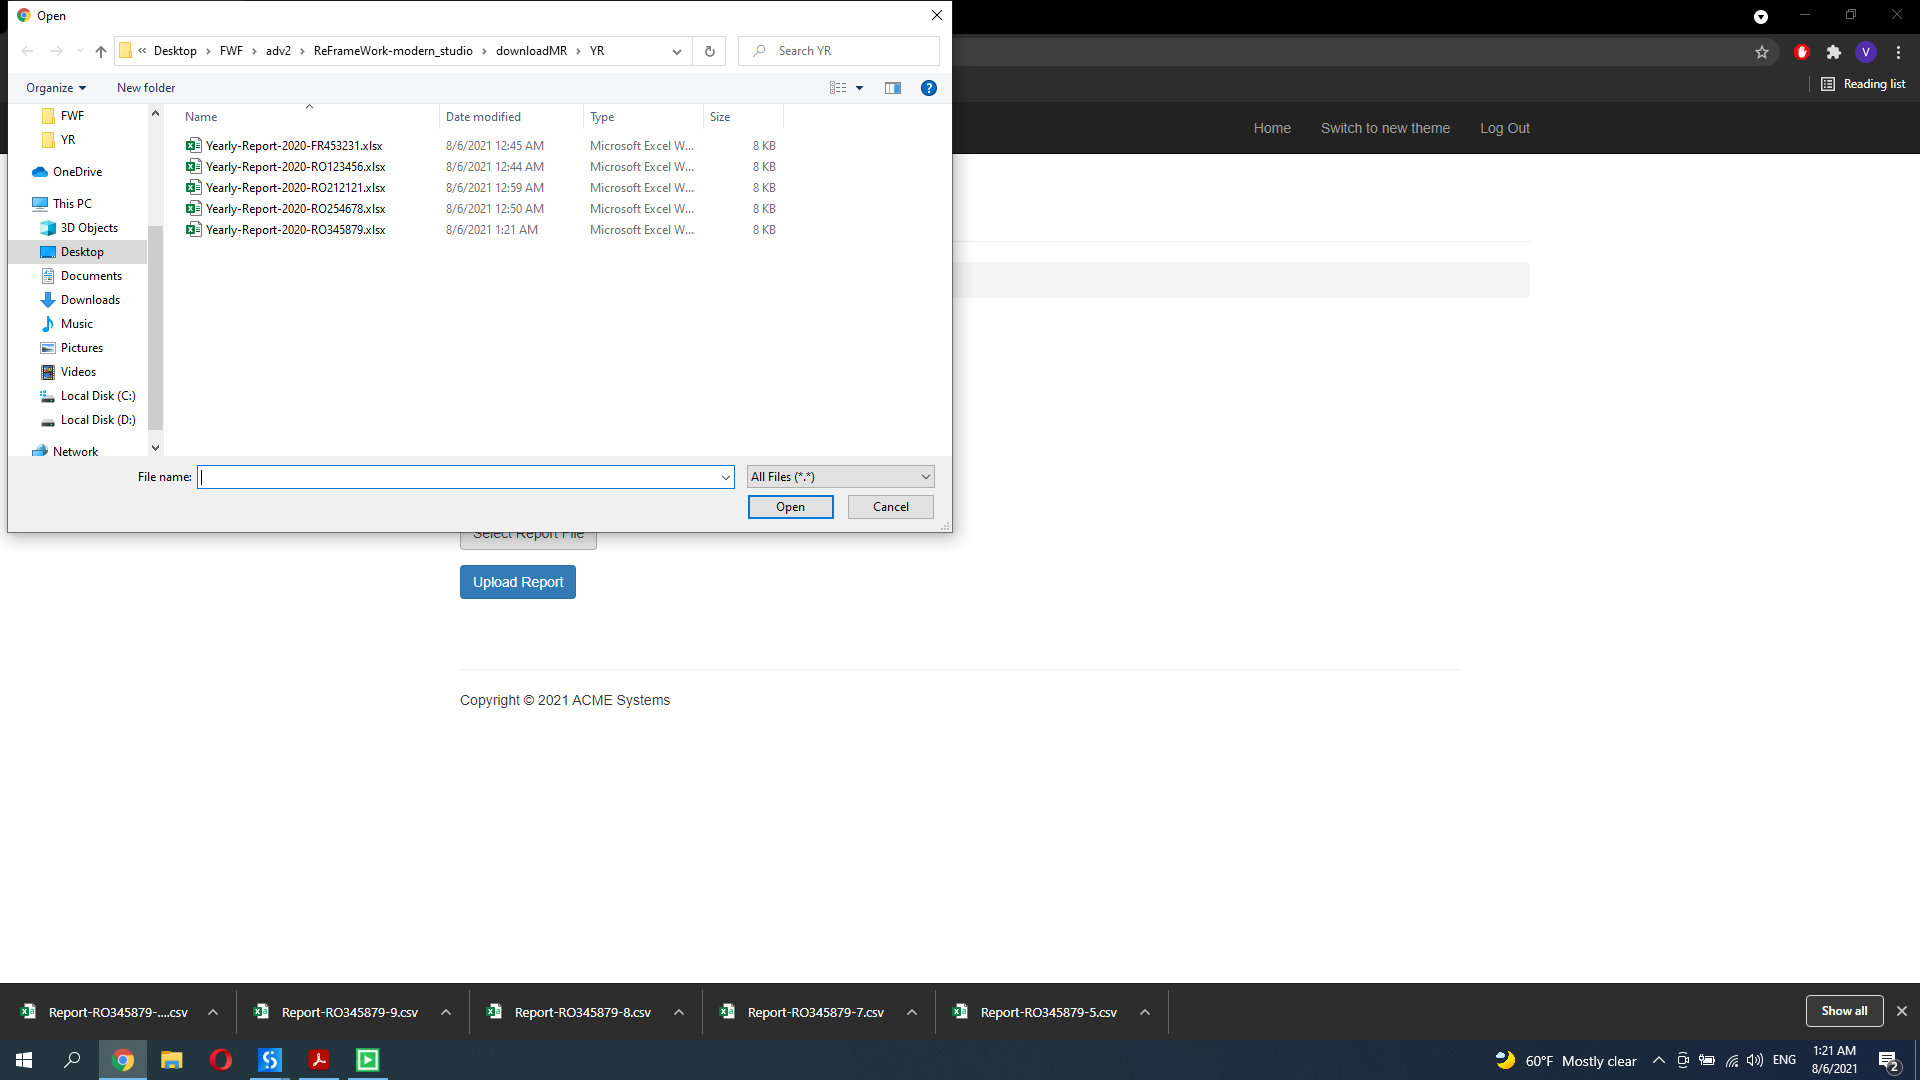 Open
« Desktop › FWF › adv2 › ReFrameWork-modern_studio › downloadMR › YR
Search YR
Organize
New folder
V
Reading list
Home
Switch to new theme
Log Out
FWF
YR
OneDrive
This PC
3D Objects
Desktop
Documents
Downloads
Music
Pictures
Videos
Local Disk (C:)
Local Disk (D:)
Network
Name Date modified Type Size
Yearly-Report-2020-FR453231.xlsx 8/6/2021 12:45 AM Microsoft Excel W... 8 KB
Yearly-Report-2020-RO123456.xlsx 8/6/2021 12:44 AM Microsoft Excel W... 8 KB
Yearly-Report-2020-RO212121.xlsx 8/6/2021 12:59 AM Microsoft Excel W... 8 KB
Yearly-Report-2020-RO254678.xlsx 8/6/2021 12:50 AM Microsoft Excel W... 8 KB
Yearly-Report-2020-RO345879.xlsx 8/6/2021 1:21 AM Microsoft Excel W... 8 KB
File name:
All Files (*.*)
Open
Cancel
Select Report File
Upload Report
Copyright © 2021 ACME Systems
Report-RO345879-....csv
Report-RO345879-9.csv
Report-RO345879-8.csv
Report-RO345879-7.csv
Report-RO345879-5.csv
Show all
60°F Mostly clear
ENG
1:21 AM
8/6/2021
2